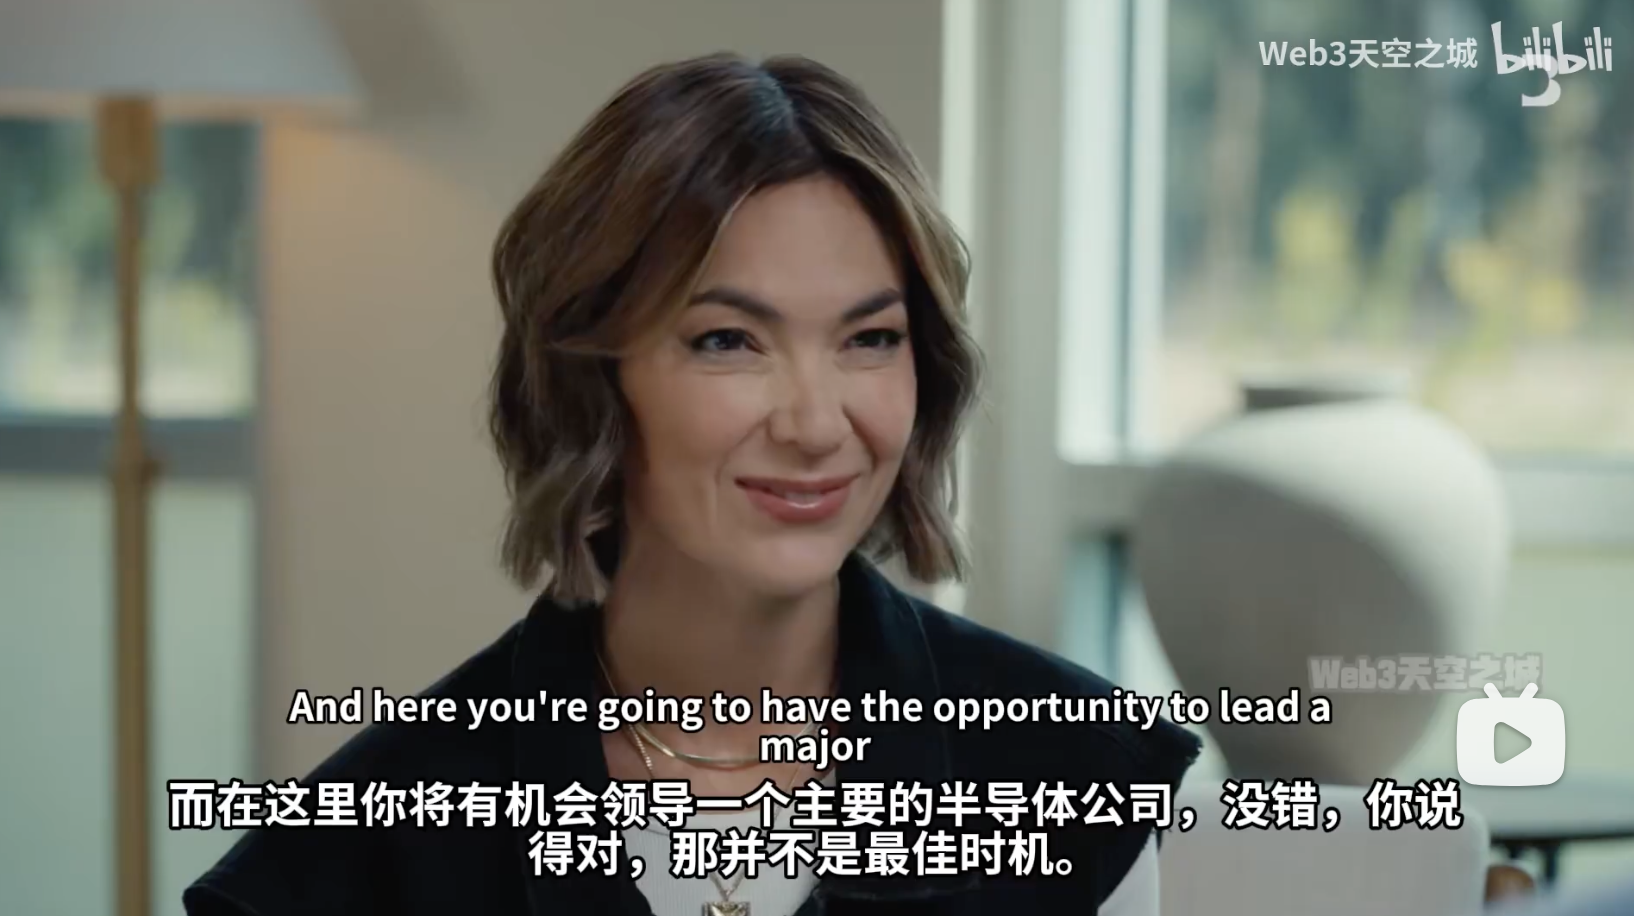 Web3天空之城 bilibili
3
Web3天空之城
And here you're going to have the opportunity to lead a
major
而在这里你将有机会领导一个主要的半导体公司，没错，你说
得对，那并不是最佳时机。